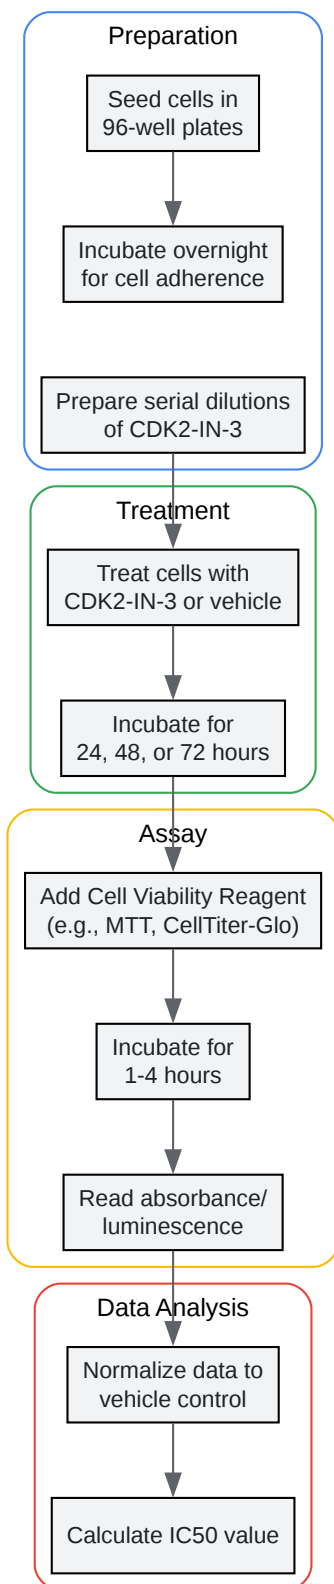 Preparation
Seed cells in
96-well plates
Incubate overnight
for cell adherence
Prepare serial dilutions
of CDK2-IN-3
Treatment
Treat cells with
CDK2-IN-3 or vehicle
Incubate for
24, 48, or 72 hours
Assay
Add Cell Viability Reagent
(e.g., MTT, CellTiter-Glo)
Incubate for
1-4 hours
Read absorbance/
luminescence
Data Analysis
Normalize data to
vehicle control
Calculate IC50 value